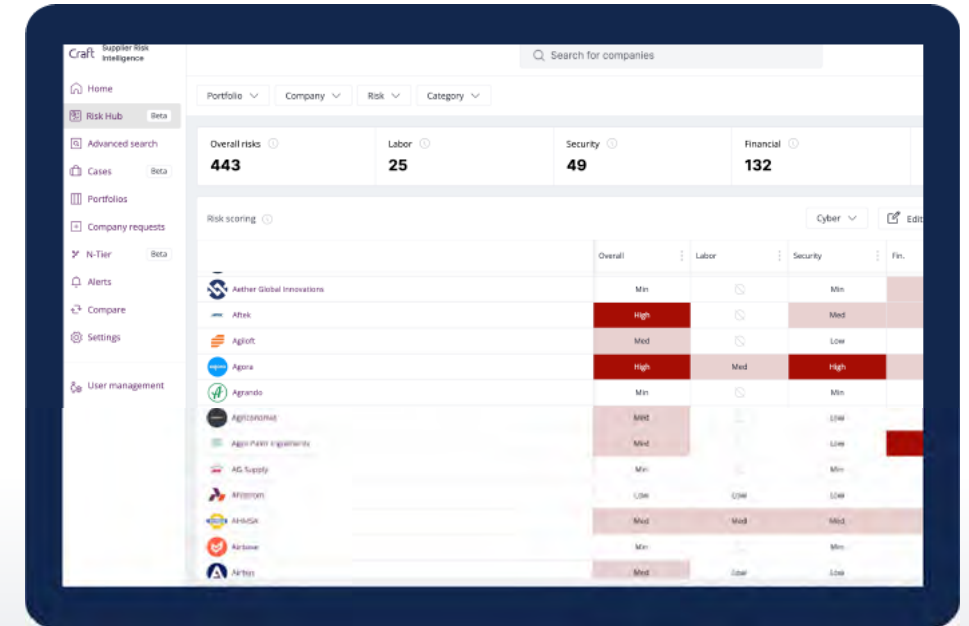 Craft Supplier Risk
Intelligence
Search for companies
Home
Risk Hub Beta
Advanced search
Cases Beta
Portfolios
Company requests
N-Tier Beta
Alerts
Compare
Settings
User management
Portfolio Company Risk Category
Overall risks Labor Security Financial
443 25 49 132
Risk scoring Cyber Edit
Overall Labor Security Fin.
Aether Global Innovations Min Min
Aftek High Med
Agiloft Med Low
Agora High Med High
Agrando Min Min
Med Low
Med Low
AG Supply Min Min
Ahlstrom Low Low Low
AHMSA Med Med Med
Airbase Min Min
Airbus Med Low Low